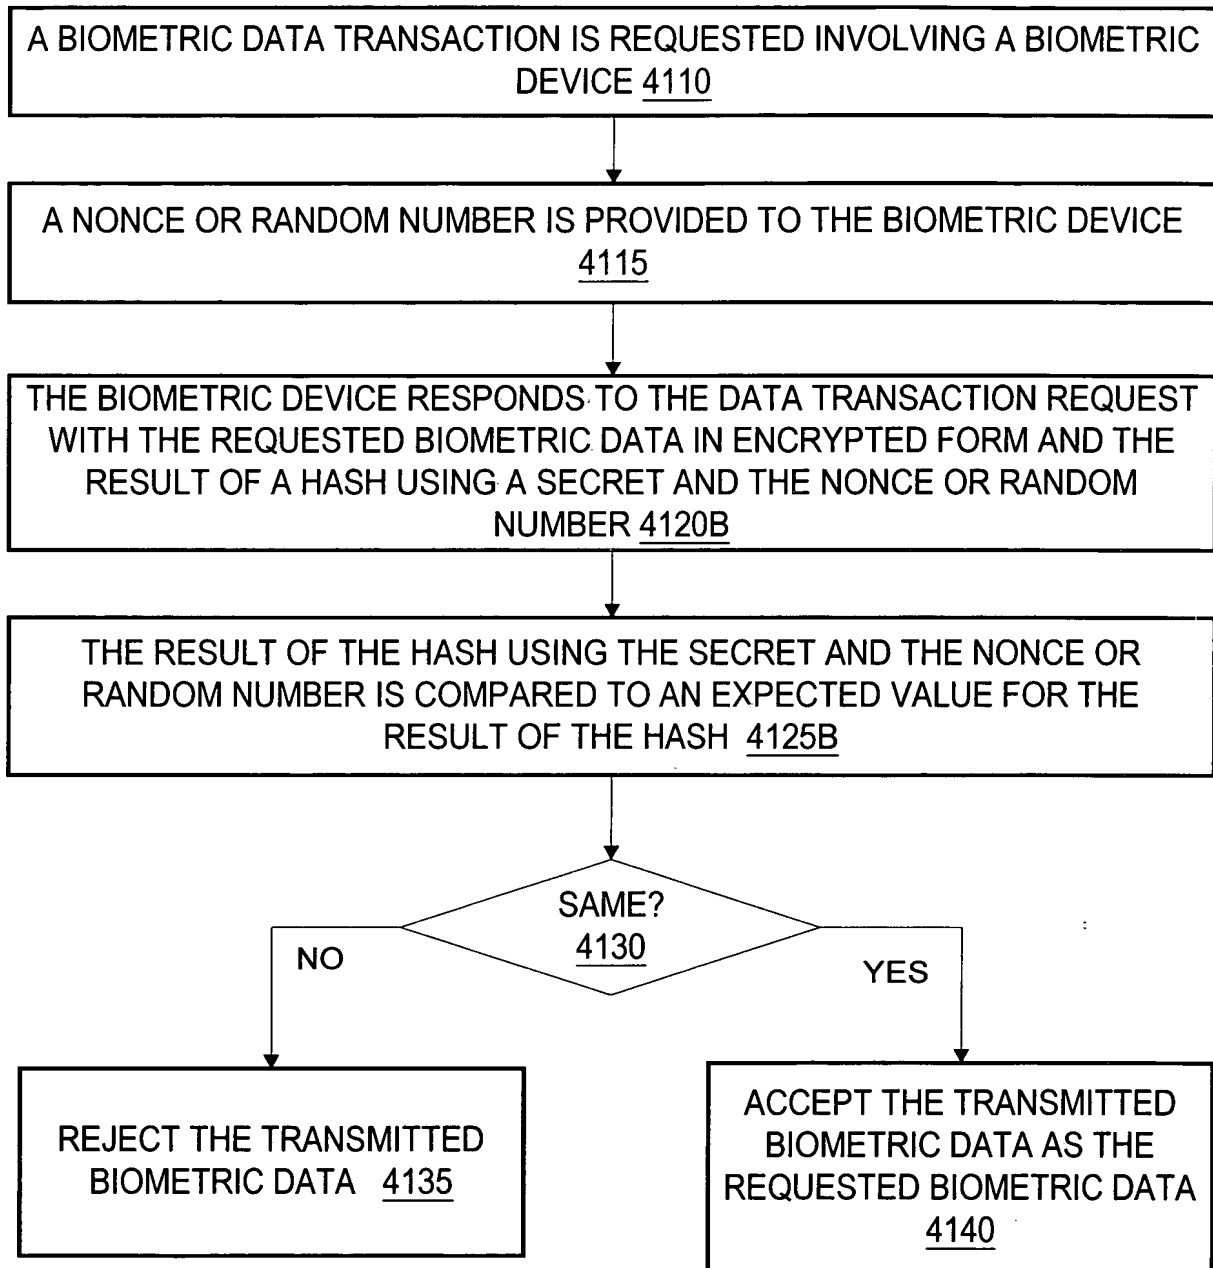 A BIOMETRIC DATA TRANSACTION IS REQUESTED INVOLVING A BIOMETRIC
DEVICE 4110
A NONCE OR RANDOM NUMBER IS PROVIDED TO THE BIOMETRIC DEVICE
4115
THE BIOMETRIC DEVICE RESPONDS TO THE DATA TRANSACTION REQUEST
WITH THE REQUESTED BIOMETRIC DATA IN ENCRYPTED FORM AND THE
RESULT OF A HASH USING A SECRET AND THE NONCE OR RANDOM
NUMBER 4120B
THE RESULT OF THE HASH USING THE SECRET AND THE NONCE OR
RANDOM NUMBER IS COMPARED TO AN EXPECTED VALUE FOR THE
RESULT OF THE HASH 4125B
SAME?
4130
NO
YES
REJECT THE TRANSMITTED
BIOMETRIC DATA 4135
ACCEPT THE TRANSMITTED
BIOMETRIC DATA AS THE
REQUESTED BIOMETRIC DATA
4140